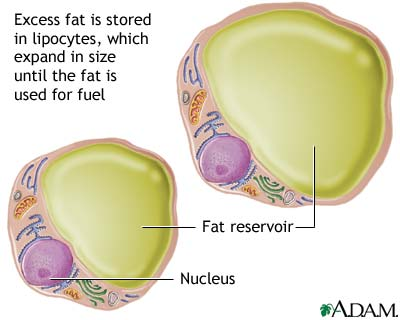 Excess fat is stored
in lipocytes, which
expand in size
until the fat is
used for fuel
Fat reservoir
Nucleus
ADAM.